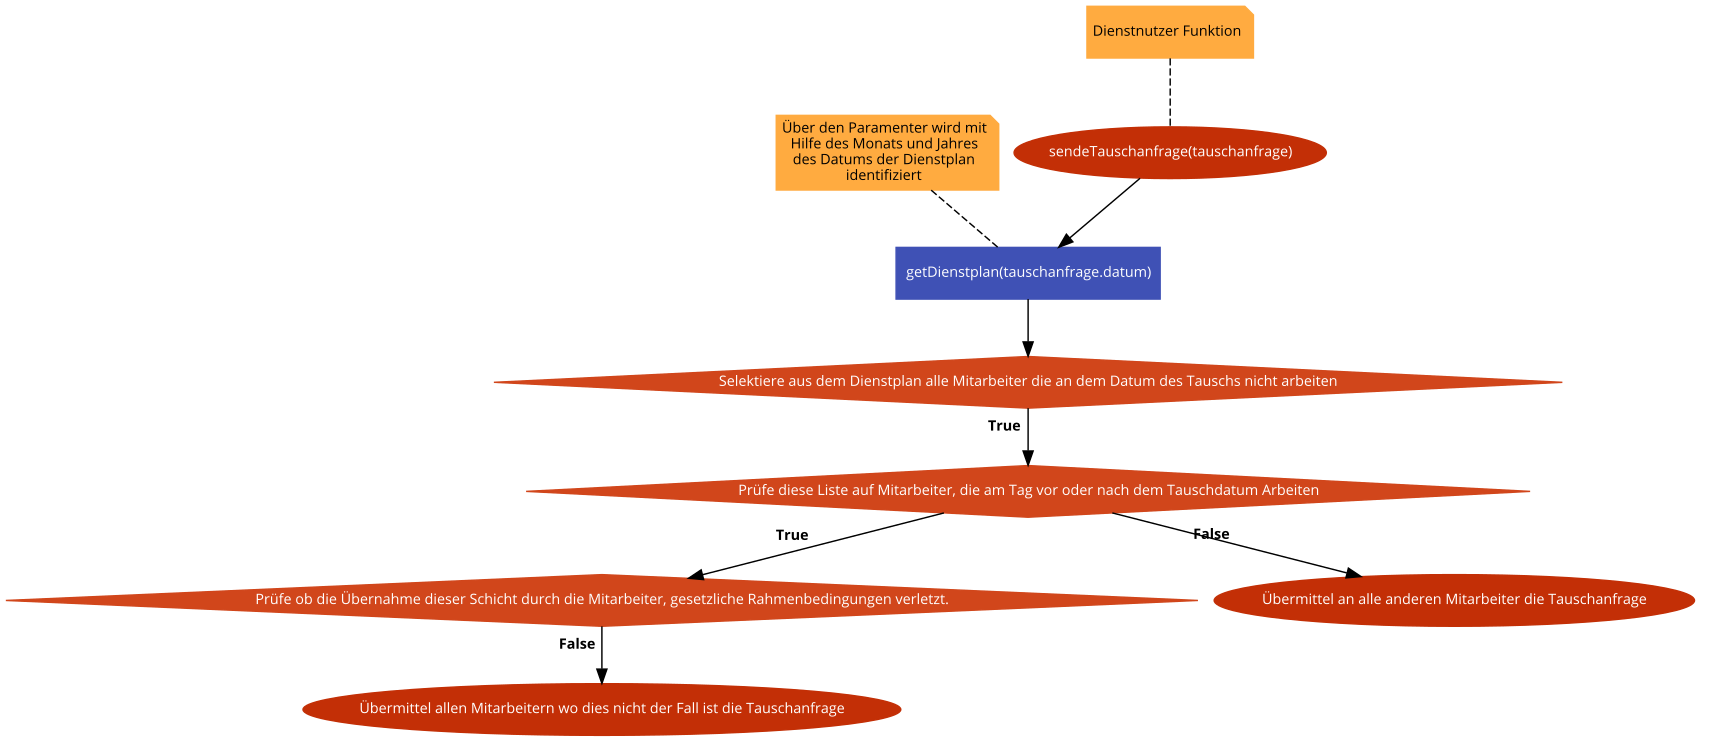 Dienstnutzer Funktion
Über den Paramenter wird mit
Hilfe des Monats und Jahres
des Datums der Dienstplan
identifiziert
sendeTauschanfrage(tauschanfrage)
getDienstplan(tauschanfrage.datum)
Selektiere aus dem Dienstplan alle Mitarbeiter die an dem Datum des Tauschs nicht arbeiten
True
Prüfe diese Liste auf Mitarbeiter, die am Tag vor oder nach dem Tauschdatum Arbeiten
True
False
Prüfe ob die Übernahme dieser Schicht durch die Mitarbeiter, gesetzliche Rahmenbedingungen verletzt.
Übermittel an alle anderen Mitarbeiter die Tauschanfrage
False
Übermittel allen Mitarbeitern wo dies nicht der Fall ist die Tauschanfrage